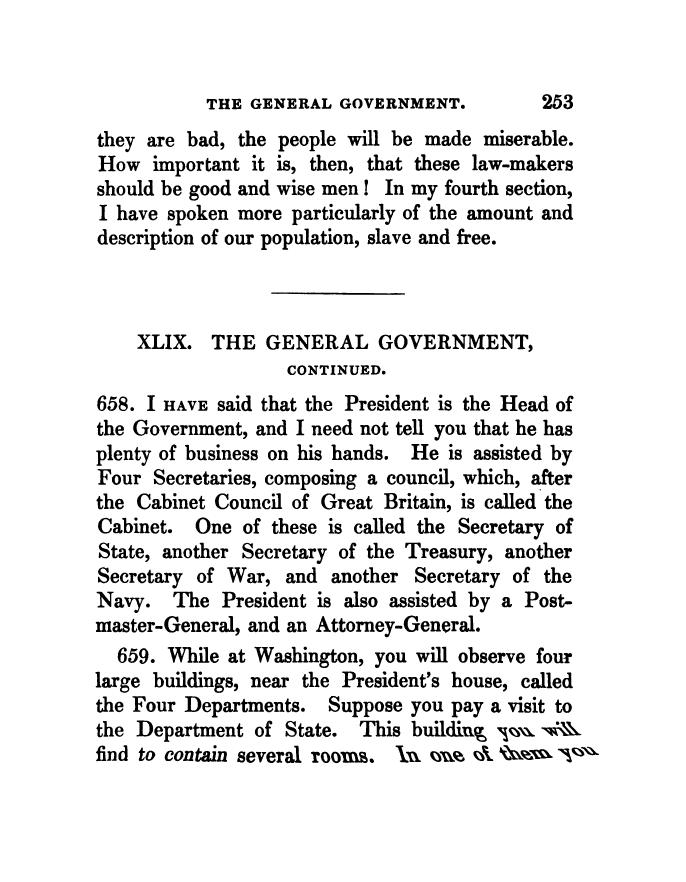 THE GENERAL GOVERNMENT. 253
they are bad, the people will be made miserable.
How important it is, then, that these law-makers
should be good and wise men! In my fourth section,
I have spoken more particularly of the amount and
description of our population, slave and free.
XLIX. THE GENERAL GOVERNMENT,
CONTINUED.
658. I HAVE said that the President is the Head of
the Government, and I need not tell you that he has
plenty of business on his hands. He is assisted by
Four Secretaries, composing a council, which, after
the Cabinet Council of Great Britain, is called the
Cabinet. One of these is called the Secretary of
State, another Secretary of the Treasury, another
Secretary of War, and another Secretary of the
Navy. The President is also assisted by a Post-
master-General, and an Attorney-General.
659. While at Washington, you will observe four
large buildings, near the President's house, called
the Four Departments. Suppose you pay a visit to
the Department of State. This building you will
find to contain several rooms. In one of them you